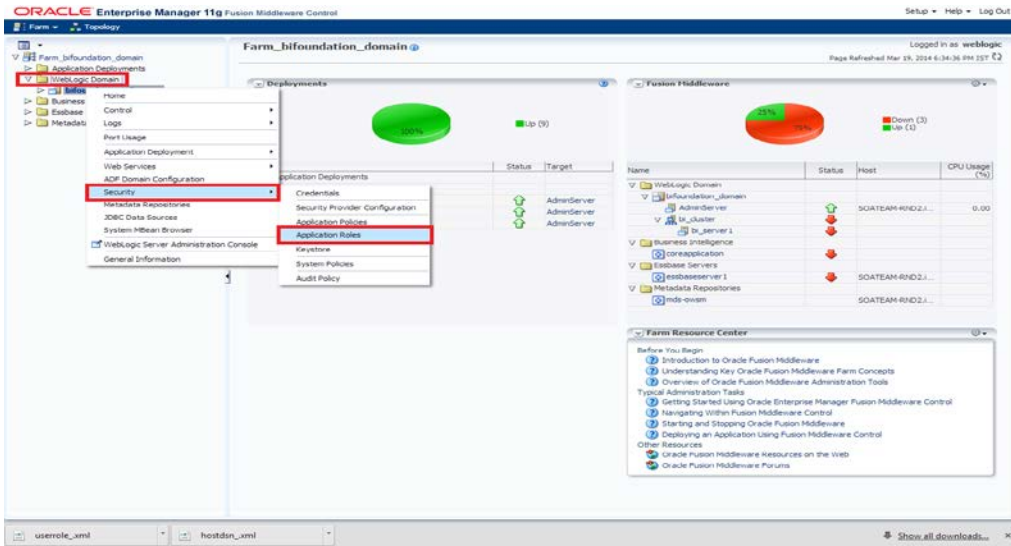 ORACLE Enterprise Manager 11g Fusion Middleware Control
Setup Help Log Out
Farm Topology
Logged in as weblogic
Page Refreshed Mar 19, 2014 6:34:36 PM IST
Farm_bifoundation_domain
Farm_bifoundation_domain
Application Deployments
WebLogic Domain
bifou
Business
Essbase
Metadata
Home
Control
Logs
Port Usage
Application Deployment
Web Services
ADF Domain Configuration
Security
Metadata Repositories
JDBC Data Sources
System MBean Browser
WebLogic Server Administration Console
General Information
Credentials
Security Provider Configuration
Application Policies
Application Roles
Keystore
System Policies
Audit Policy
Deployments
100%
Up (9)
Status Target
Application Deployments
AdminServer
AdminServer
AdminServer
Fusion Middleware
25%
75%
Down (3)
Up (1)
Name Status Host CPU Usage (%)
WebLogic Domain
bifoundation_domain
AdminServer SOATEAM-RND2.i... 0.00
bi_cluster
bi_server1
Business Intelligence
coreapplication
Essbase Servers
essbaseserver1 SOATEAM-RND2.i...
Metadata Repositories
mds-owsm SOATEAM-RND2.i...
Farm Resource Center
Before You Begin
Introduction to Oracle Fusion Middleware
Understanding Key Oracle Fusion Middleware Farm Concepts
Overview of Oracle Fusion Middleware Administration Tools
Typical Administration Tasks
Getting Started Using Oracle Enterprise Manager Fusion Middleware Control
Navigating Within Fusion Middleware Control
Starting and Stopping Oracle Fusion Middleware
Deploying an Application Using Fusion Middleware Control
Other Resources
Oracle Fusion Middleware Resources on the Web
Oracle Fusion Middleware Forums
userrole_.xml
hostdsn_.xml
Show all downloads...